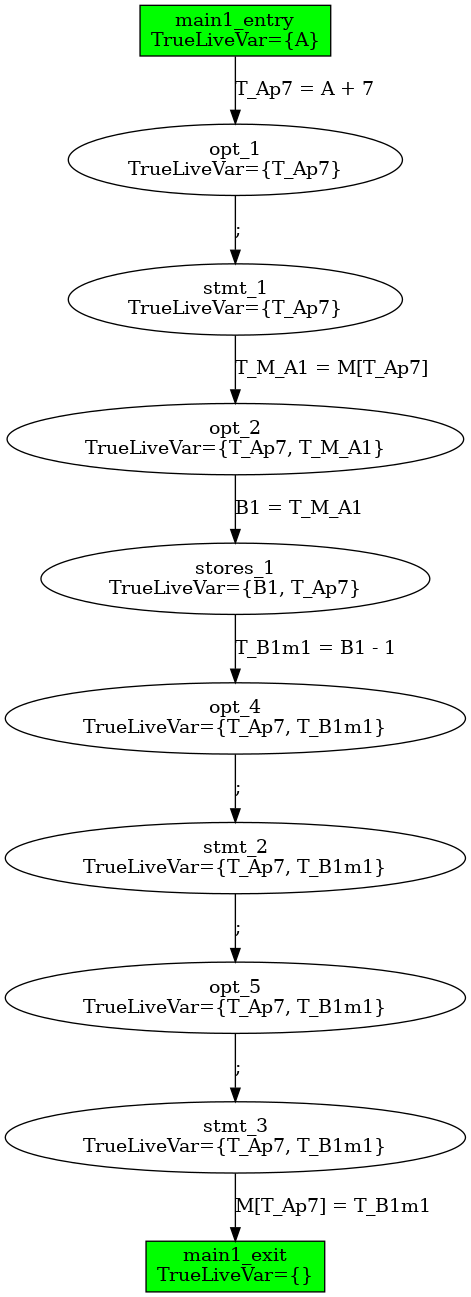 main1_entry
TrueLiveVar={A}
T_Ap7 = A + 7
opt_1
TrueLiveVar={T_Ap7}
;
stmt_1
TrueLiveVar={T_Ap7}
T_M_A1 = M[T_Ap7]
opt_2
TrueLiveVar={T_Ap7, T_M_A1}
B1 = T_M_A1
stores_1
TrueLiveVar={B1, T_Ap7}
T_B1m1 = B1 - 1
opt_4
TrueLiveVar={T_Ap7, T_B1m1}
;
stmt_2
TrueLiveVar={T_Ap7, T_B1m1}
;
opt_5
TrueLiveVar={T_Ap7, T_B1m1}
;
stmt_3
TrueLiveVar={T_Ap7, T_B1m1}
M[T_Ap7] = T_B1m1
main1_exit
TrueLiveVar={}